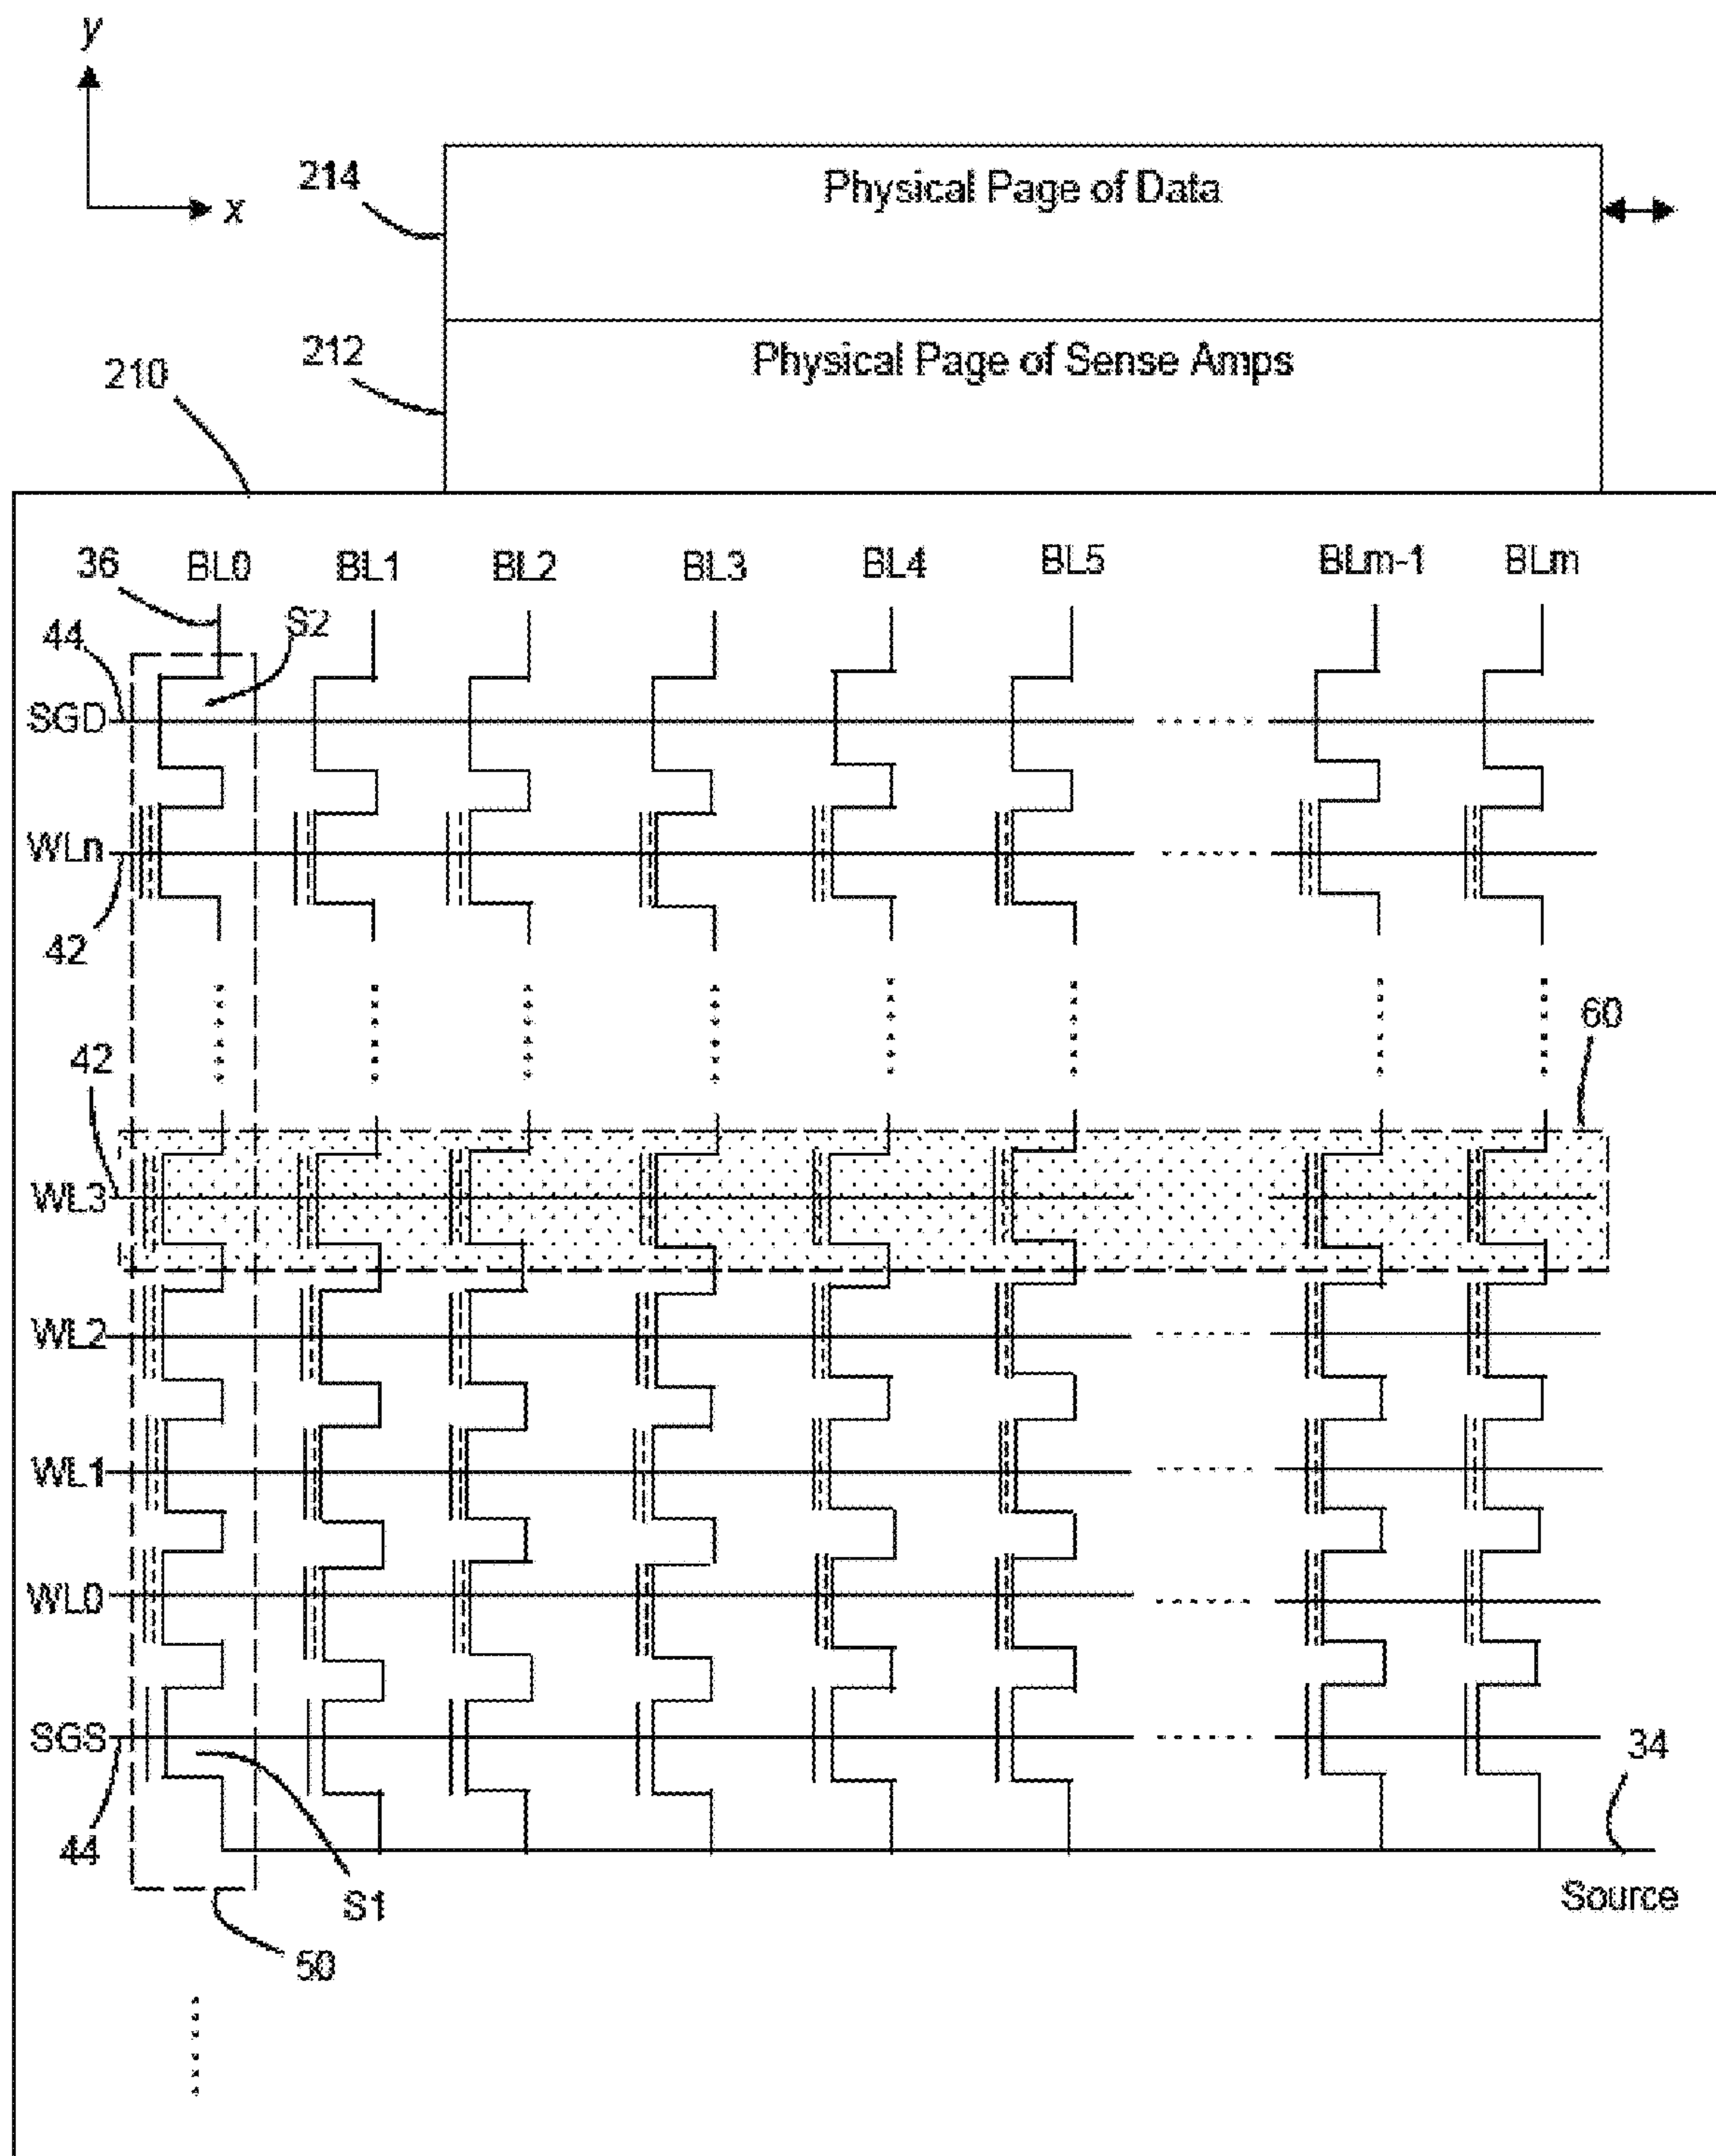 y
x
214
Physical Page of Data
212
Physical Page of Sense Amps
210
36
BL0 BL1 BL2 BL3 BL4 BL5 BLm-1 BLm
S2
44
SGD
WLn
42
42
60
WL3
WL2
WL1
WL0
SGS
34
44
S1
Source
50